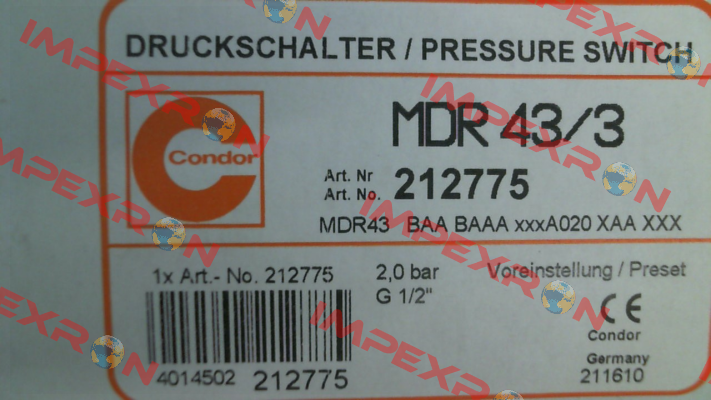 DRUCKSCHALTER / PRESSURE SWITCH
Condor
MDR 43/3
Art. Nr
Art. No. 212775
MDR43 BAA BAAA xxxA020 XAA XXX
1x Art.- No. 212775
2,0 bar
G 1/2"
Voreinstellung / Preset
CE
Condor
Germany
211610
4014502 212775
IMPEXRON
IMPEXRON
IMPEXRON
IMPEXRON
IMPEXRON
IMPEXRON
IMPEXRON